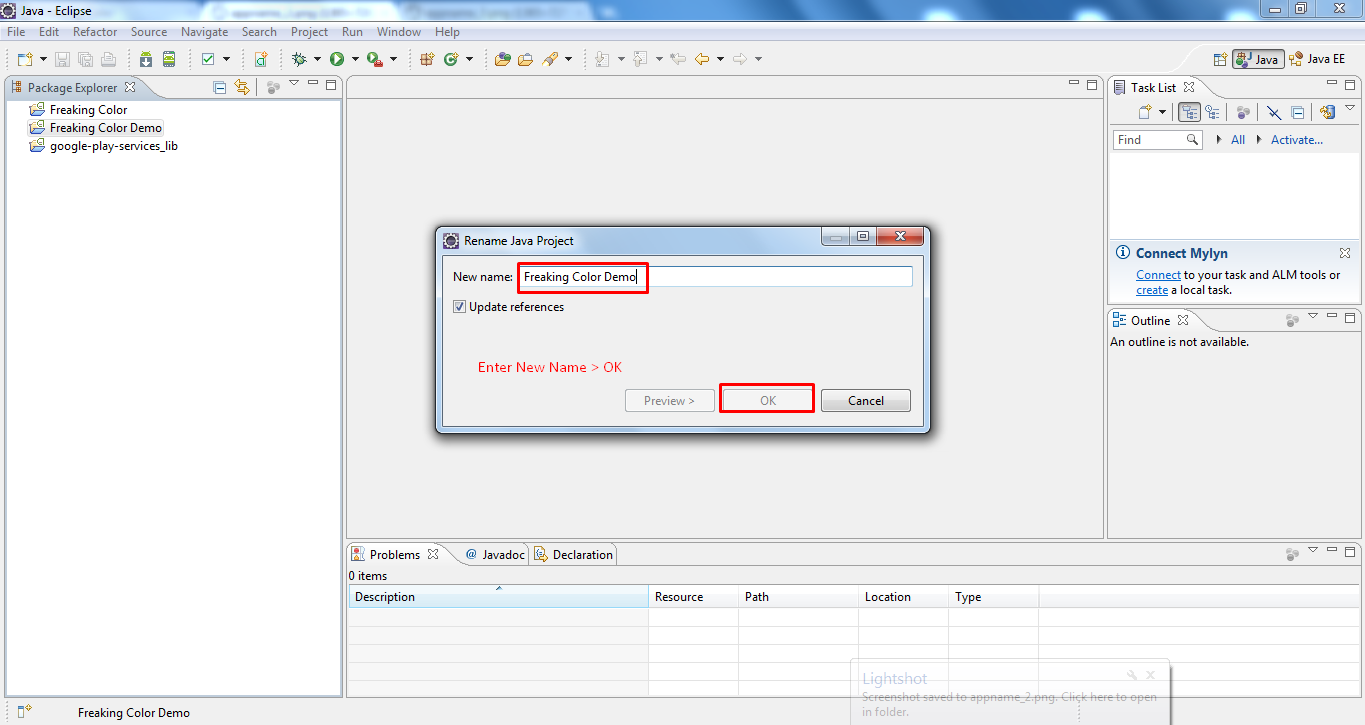 Java - Eclipse
File Edit Refactor Source Navigate Search Project Run Window Help
Java Java EE
Package Explorer
Freaking Color
Freaking Color Demo
google-play-services_lib
Task List
Find All Activate...
Connect Mylyn
Connect to your task and ALM tools or
create a local task.
Outline
An outline is not available.
Rename Java Project
New name: Freaking Color Demo
Update references
Enter New Name > OK
Preview > OK Cancel
Problems @ Javadoc Declaration
0 items
Description Resource Path Location Type
Lightshot
Screenshot saved to appname_2.png. Click here to open
in folder.
Freaking Color Demo